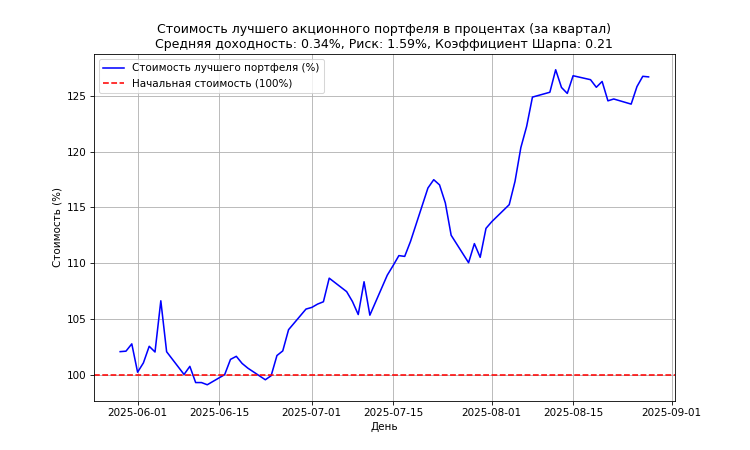 Стоимость лучшего акционного портфеля в процентах (за квартал)
Средняя доходность: 0.34%, Риск: 1.59%, Коэффициент Шарпа: 0.21
Стоимость лучшего портфеля (%)
Начальная стоимость (100%)
Стоимость (%)
125
120
115
110
105
100
2025-06-01
2025-06-15
2025-07-01
2025-07-15
2025-08-01
2025-08-15
2025-09-01
День